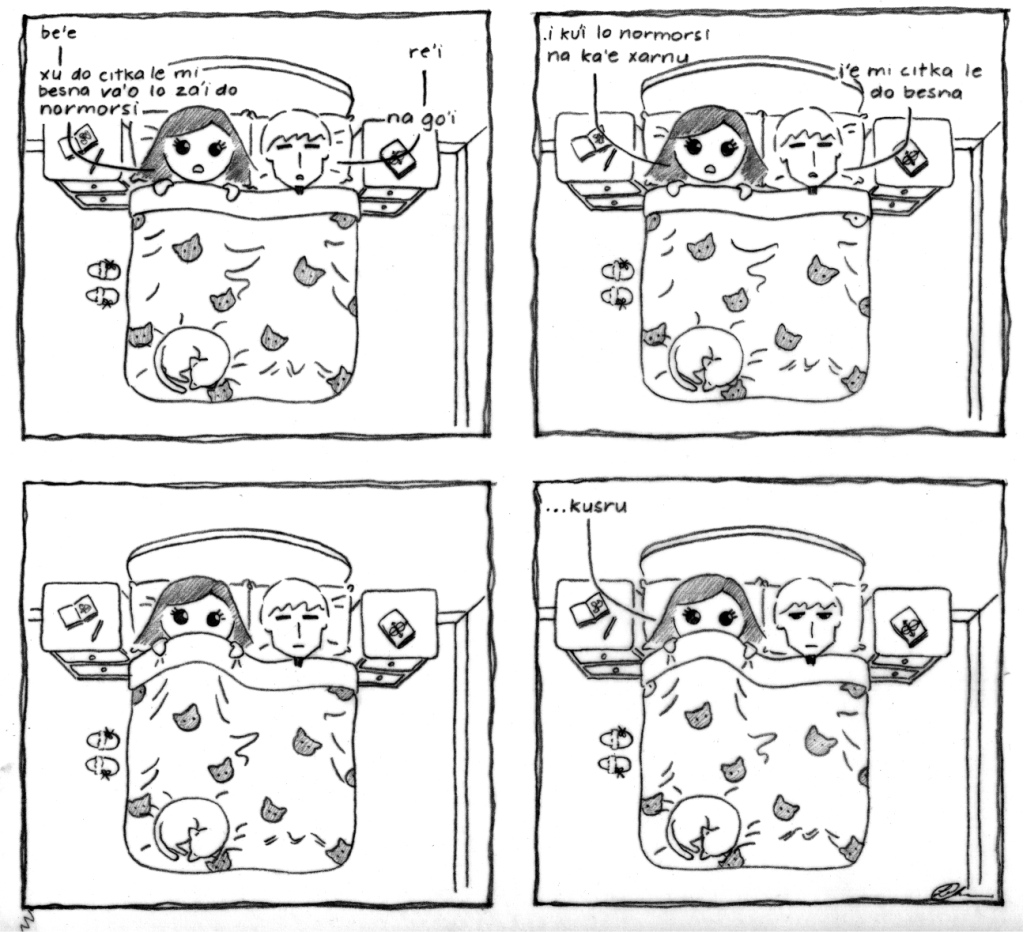 be'e
re'i
xu do citka le mi
besna va'o lo za'i do
normorsi
na go'i
.i ku'i lo normorsi
na ka'e xarnu
i'e mi citka le
do besna
...kusru